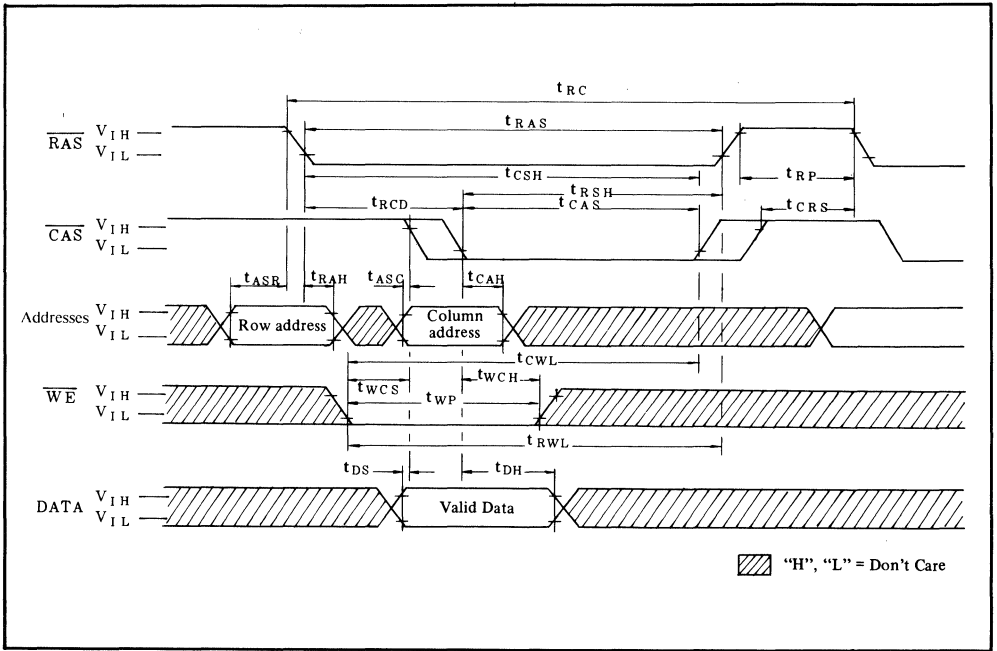 tRC
RAS VIH
tRAS
VIL
tCSH
tRP
tRSH
tRCD
tCAS
tCRS
CAS VIH
VIL
tASR
tRAH
tASC
tCAH
Addresses VIH
VIL
Row address
Column
address
tCWL
tWCS
tWCH
WE VIH
tWP
VIL
tRWL
tDS
tDH
DATA VIH
VIL
Valid Data
"H", "L" = Don't Care